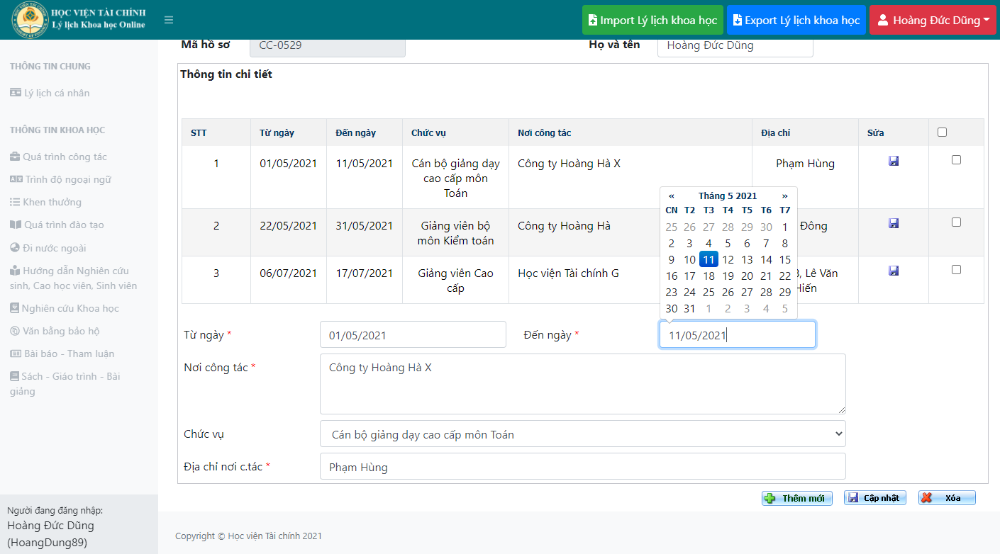 HỌC VIỆN TÀI CHÍNH
Lý lịch Khoa học Online
HỌC VIỆN TÀI CHÍNH
ACADEMY OF FINANCE
Import Lý lịch khoa học
Export Lý lịch khoa học
Hoàng Đức Dũng
THÔNG TIN CHUNG
Lý lịch cá nhân
THÔNG TIN KHOA HỌC
Quá trình công tác
Trình độ ngoại ngữ
Khen thưởng
Quá trình đào tạo
Đi nước ngoài
Hướng dẫn Nghiên cứu
sinh, Cao học viên, Sinh viên
Nghiên cứu Khoa học
Văn bằng bảo hộ
Bài báo - Tham luận
Sách - Giáo trình - Bài
giảng
Người đang đăng nhập:
Hoàng Đức Dũng
(HoangDung89)
Mã hồ sơ CC-0529 Họ và tên Hoàng Đức Dũng
Thông tin chi tiết
STT Từ ngày Đến ngày Chức vụ Nơi công tác Địa chỉ Sửa
1 01/05/2021 11/05/2021 Cán bộ giảng dạy Công ty Hoàng Hà X Phạm Hùng
cao cấp môn
Toán
2 22/05/2021 31/05/2021 Giảng viên bộ Công ty Hoàng Hà Đông
môn Kiểm toán
3 06/07/2021 17/07/2021 Giảng viên Cao Học viện Tài chính G , Lê Văn
cấp Hiến
« Tháng 5 2021 »
CN T2 T3 T4 T5 T6 T7
25 26 27 28 29 30 1
2 3 4 5 6 7 8
9 10 11 12 13 14 15
16 17 18 19 20 21 22
23 24 25 26 27 28 29
30 31 1 2 3 4 5
Từ ngày * 01/05/2021 Đến ngày * 11/05/2021
Nơi công tác * Công ty Hoàng Hà X
Chức vụ Cán bộ giảng dạy cao cấp môn Toán
Địa chỉ nơi c.tác * Phạm Hùng
Thêm mới Cập nhật Xóa
Copyright © Học viện Tài chính 2021